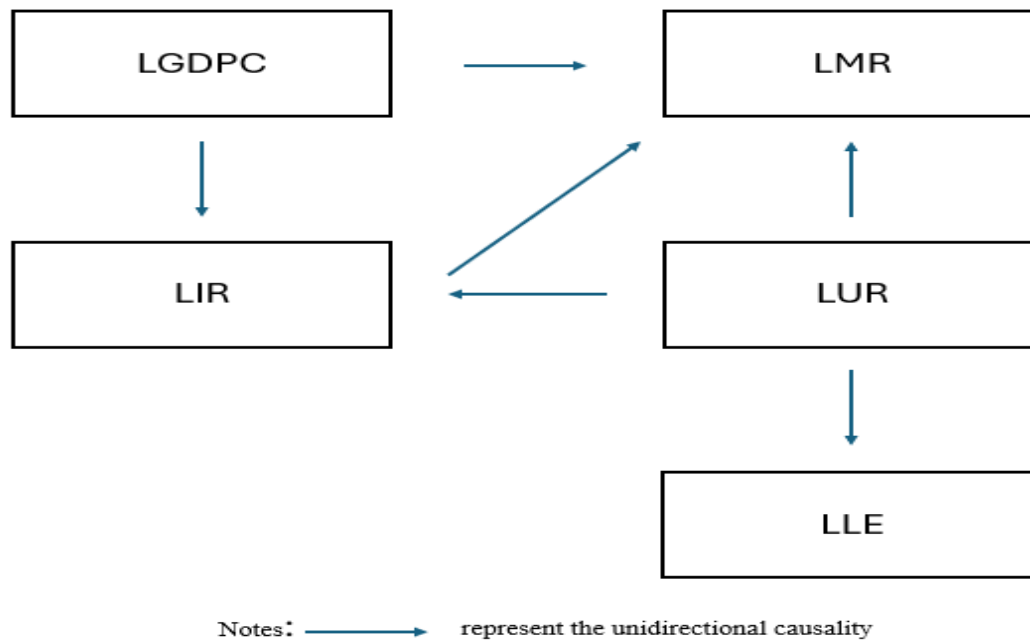 LGDPC
LMR
LIR
LUR
LLE
Notes: represent the unidirectional causality